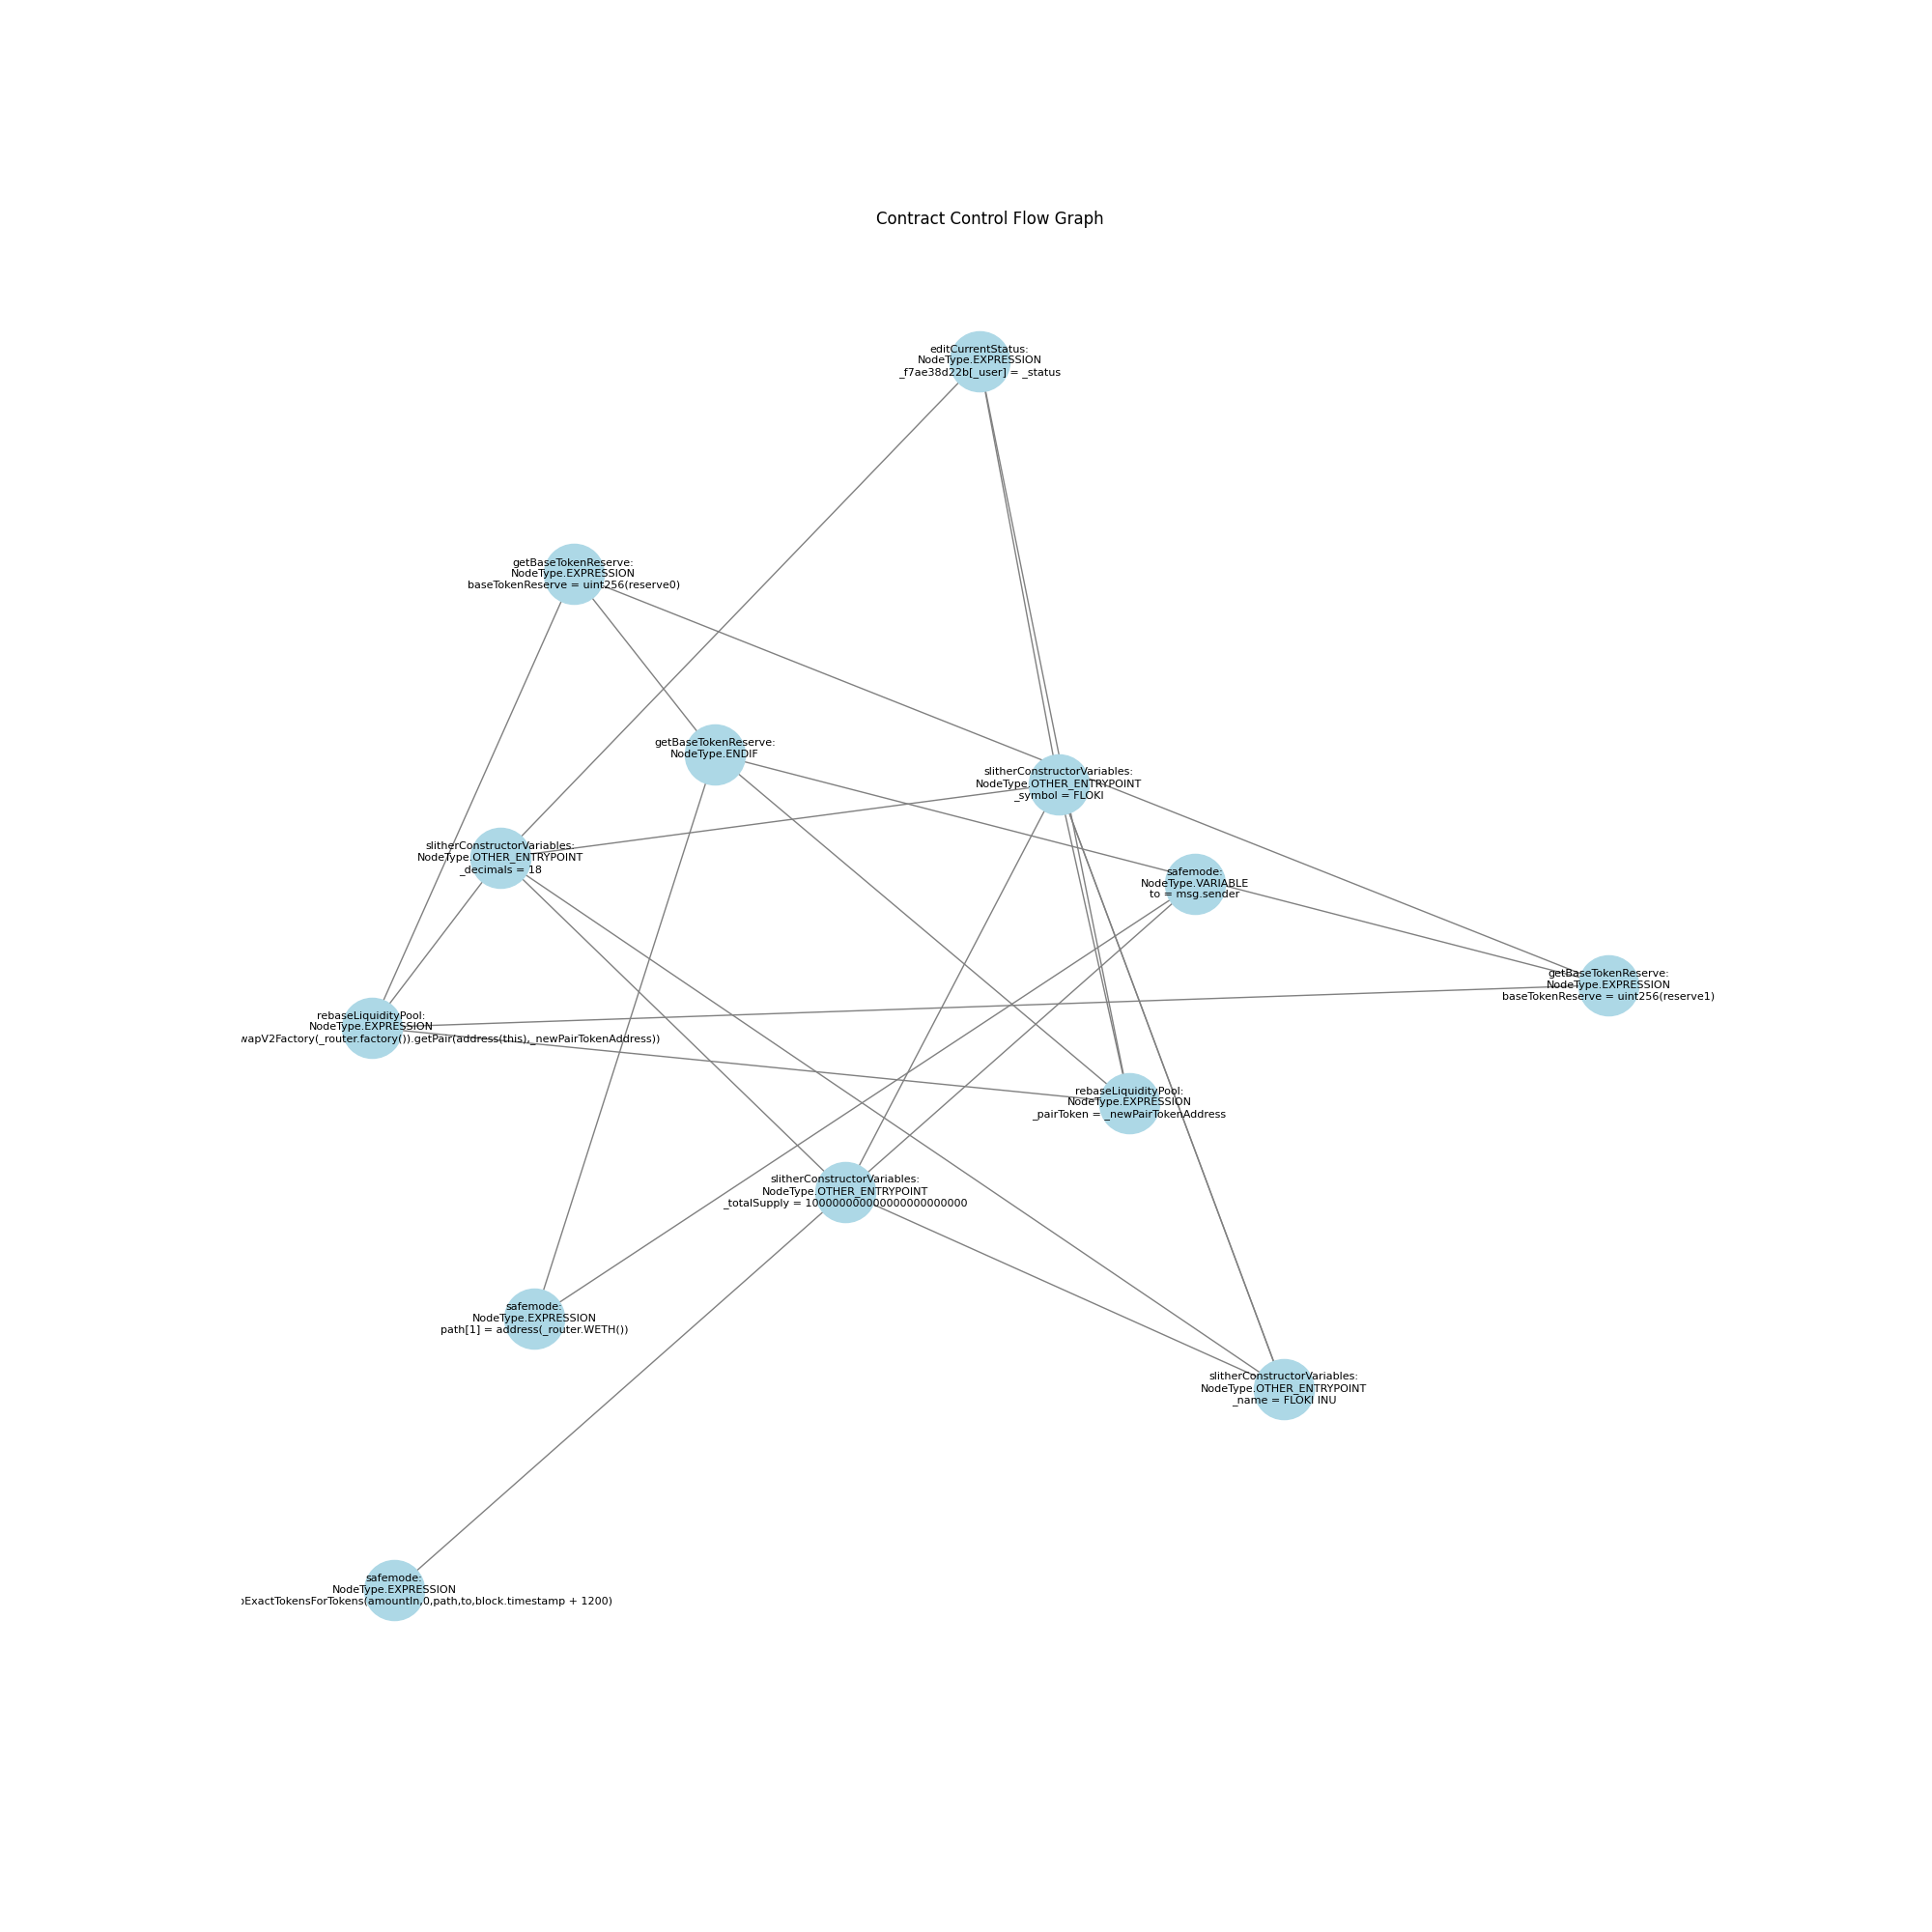 Contract Control Flow Graph
editCurrentStatus:
NodeType.EXPRESSION
_f7ae38d22b[_user] = _status
getBaseTokenReserve:
NodeType.EXPRESSION
baseTokenReserve = uint256(reserve0)
getBaseTokenReserve:
NodeType.ENDIF
slitherConstructorVariables:
NodeType.OTHER_ENTRYPOINT
_symbol = FLOKI
slitherConstructorVariables:
NodeType.OTHER_ENTRYPOINT
_decimals = 18
safemode:
NodeType.VARIABLE
to = msg.sender
getBaseTokenReserve:
NodeType.EXPRESSION
baseTokenReserve = uint256(reserve1)
rebaseLiquidityPool:
NodeType.EXPRESSION
wapV2Factory(_router.factory()).getPair(address(this),_newPairTokenAddress))
rebaseLiquidityPool:
NodeType.EXPRESSION
_pairToken = _newPairTokenAddress
slitherConstructorVariables:
NodeType.OTHER_ENTRYPOINT
_totalSupply =
safemode:
NodeType.EXPRESSION
path[1] = address(_router.WETH())
slitherConstructorVariables:
NodeType.OTHER_ENTRYPOINT
_name = FLOKI INU
safemode:
NodeType.EXPRESSION
pExactTokensForTokens(amountIn,0,path,to,block.timestamp + 1200)